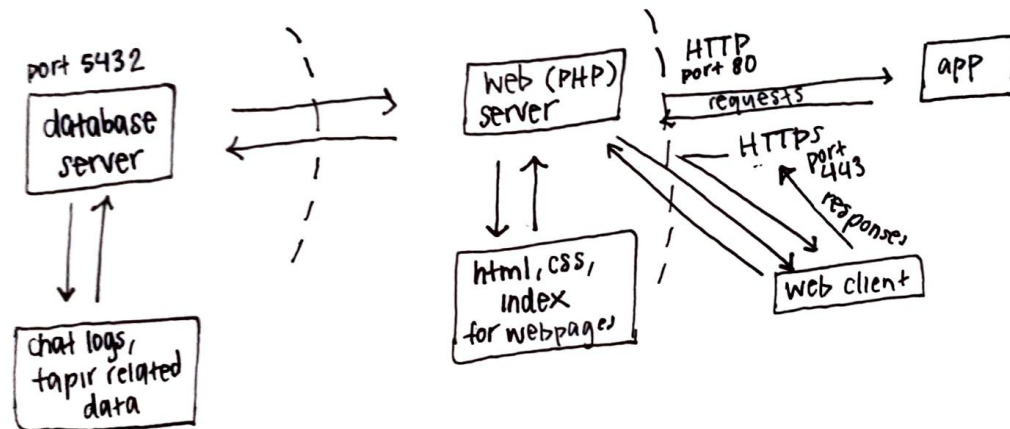 port 5432
database
server
chat logs,
tapir related
data
web (PHP)
server
html, css,
index
for webpages
HTTP
port 80
requests
HTTPS
port
443
responses
app
web client